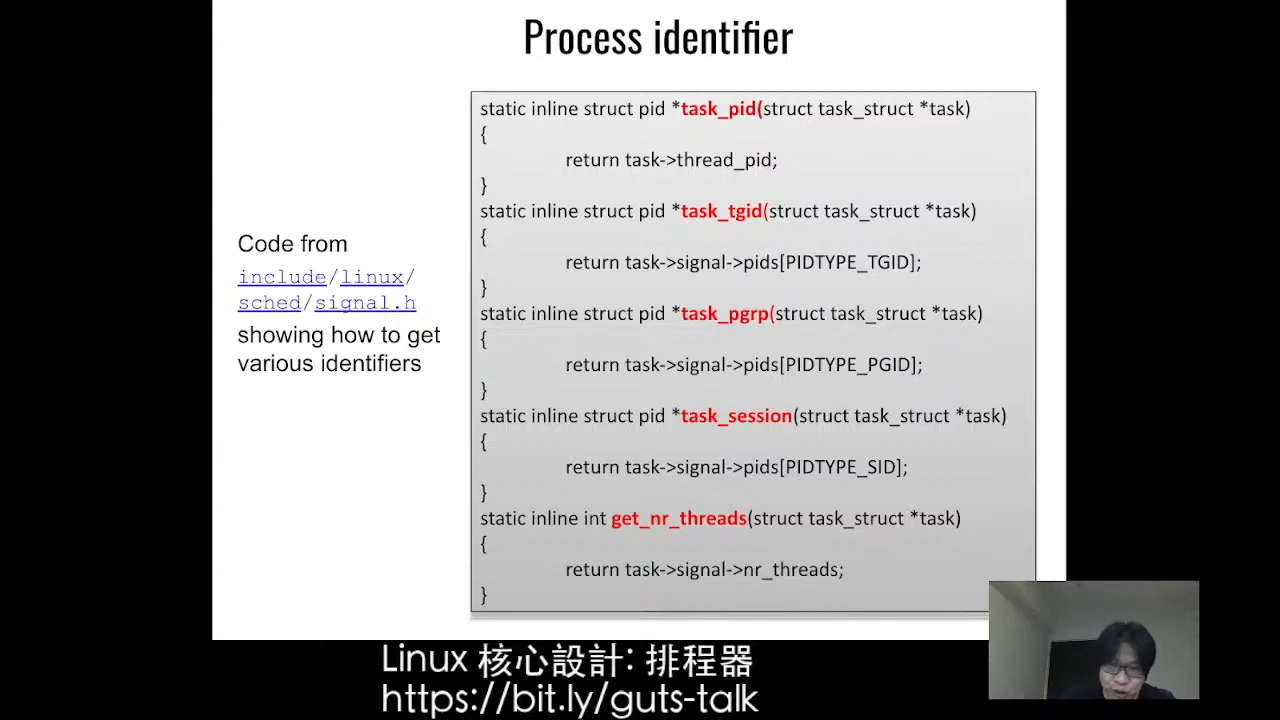 Process identifier
Code from
include/linux/
sched/signal.h
showing how to get
various identifiers
static inline struct pid *task_pid(struct task_struct *task)
{
return task->thread_pid;
}
static inline struct pid *task_tgid(struct task_struct *task)
{
return task->signal->pids[PIDTYPE_TGID];
}
static inline struct pid *task_pgrp(struct task_struct *task)
{
return task->signal->pids[PIDTYPE_PGID];
}
static inline struct pid *task_session(struct task_struct *task)
{
return task->signal->pids[PIDTYPE_SID];
}
static inline int get_nr_threads(struct task_struct *task)
{
return task->signal->nr_threads;
}
Linux 核心設計: 排程器
https://bit.ly/guts-talk